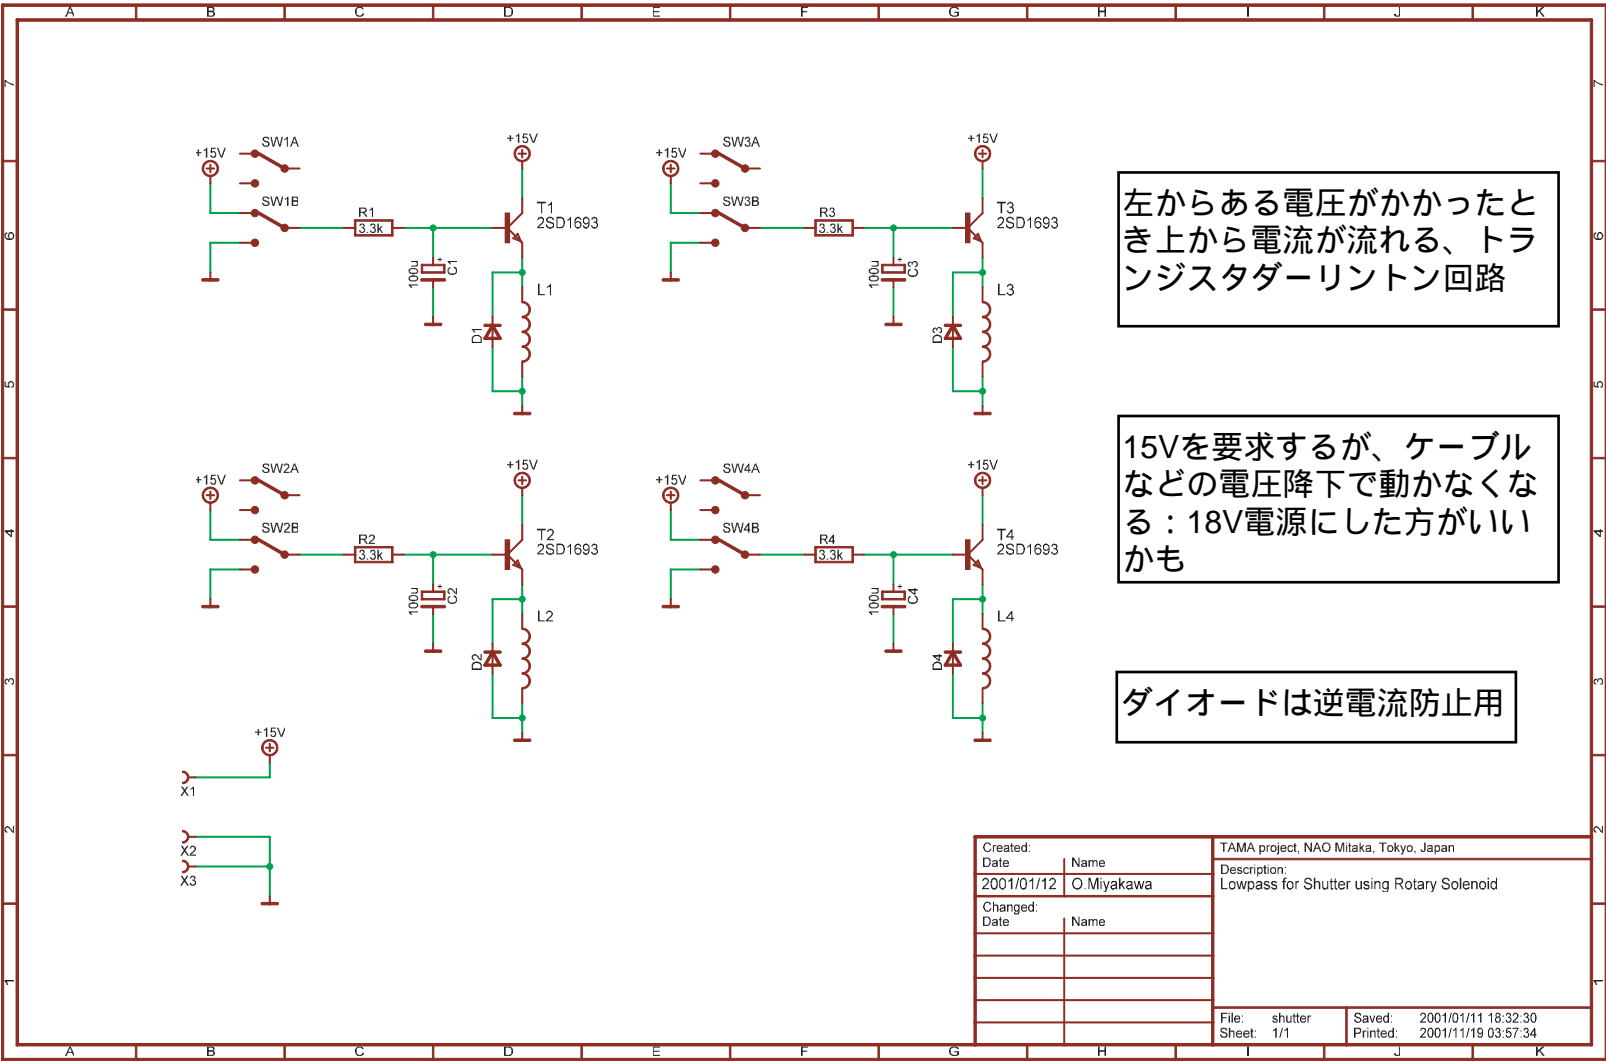 A B C D E F G H I J K
7 7
SW1A
+15V
SW1B
R1
3.3k
100u
+
C1
+15V
T1
2SD1693
L1
D1
SW3A
+15V
SW3B
R3
3.3k
100u
+
C3
+15V
T3
2SD1693
L3
D3
左からある電圧がかかったと
き上から電流が流れる、トラ
ンジスタダーリントン回路
6 6
5 5
SW2A
+15V
SW2B
R2
3.3k
100u
+
C2
+15V
T2
2SD1693
L2
D2
SW4A
+15V
SW4B
R4
3.3k
100u
+
C4
+15V
T4
2SD1693
L4
D4
15Vを要求するが、ケーブル
などの電圧降下で動かなくな
る：18V電源にした方がいい
かも
4 4
3 3
ダイオードは逆電流防止用
+15V
X1
X2
X3
2 2
Created:
Date Name
2001/01/12 O.Miyakawa
Changed:
Date Name
TAMA project, NAO Mitaka, Tokyo, Japan
Description:
Lowpass for Shutter using Rotary Solenoid
1 1
File: shutter
Sheet: 1/1
Saved: 2001/01/11 18:32:30
Printed: 2001/11/19 03:57:34
A B C D E F G H I J K